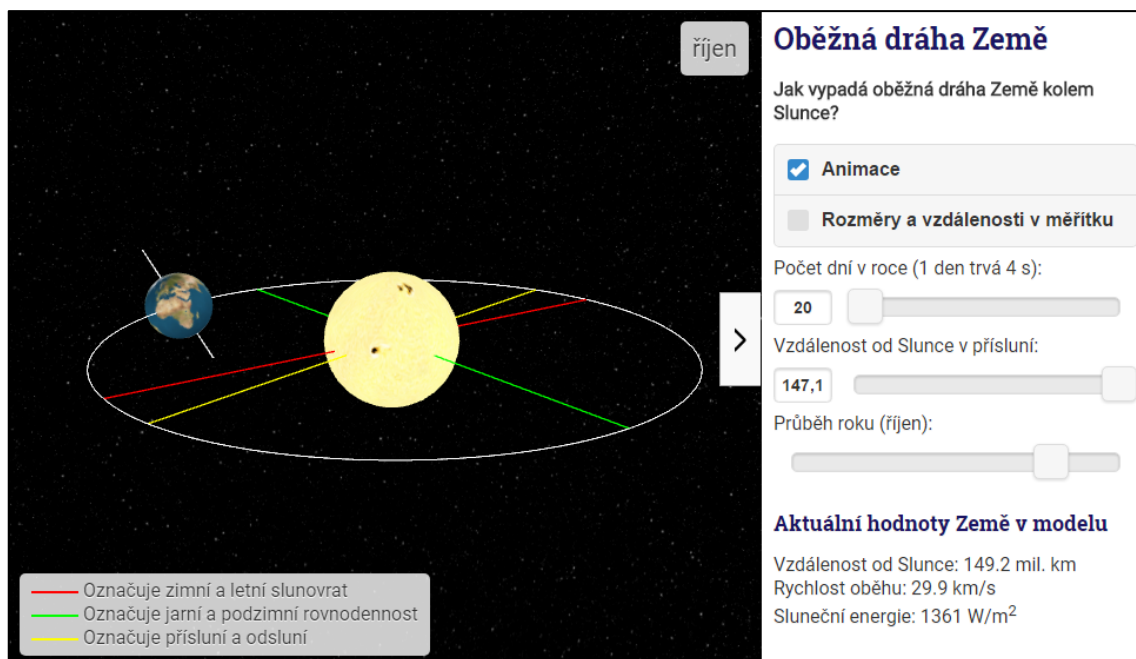 říjen
Označuje zimní a letní slunovrat
Označuje jarní a podzimní rovnodennost
Označuje přísluní a odsluní
Oběžná dráha Země
Jak vypadá oběžná dráha Země kolem
Slunce?
Animace
Rozměry a vzdálenosti v měřítku
Počet dní v roce (1 den trvá 4 s):
20
Vzdálenost od Slunce v přísluní:
147,1
Průběh roku (říjen):
Aktuální hodnoty Země v modelu
Vzdálenost od Slunce: 149.2 mil. km
Rychlost oběhu: 29.9 km/s
Sluneční energie: 1361 W/m²